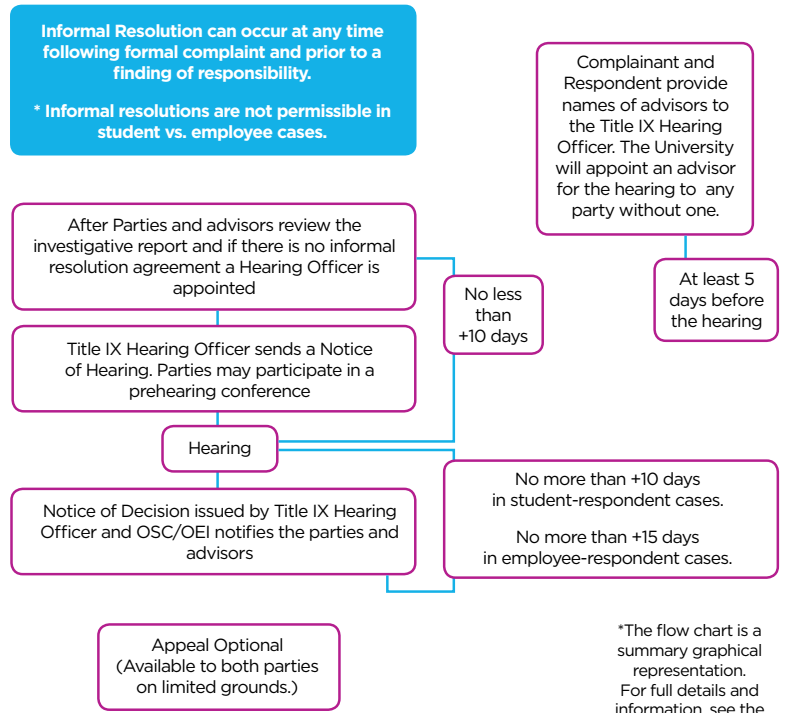 Informal Resolution can occur at any time
following formal complaint and prior to a
finding of responsibility.
* Informal resolutions are not permissible in
student vs. employee cases.
Complainant and
Respondent provide
names of advisors to
the Title IX Hearing
Officer. The University
will appoint an advisor
for the hearing to any
party without one.
At least 5
days before
the hearing
After Parties and advisors review the
investigative report and if there is no informal
resolution agreement a Hearing Officer is
appointed
No less
than
+10 days
Title IX Hearing Officer sends a Notice
of Hearing. Parties may participate in a
prehearing conference
Hearing
No more than +10 days
in student-respondent cases.
No more than +15 days
in employee-respondent cases.
Notice of Decision issued by Title IX Hearing
Officer and OSC/OEI notifies the parties and
advisors
Appeal Optional
(Available to both parties
on limited grounds.)
*The flow chart is a
summary graphical
representation.
For full details and
information, see the